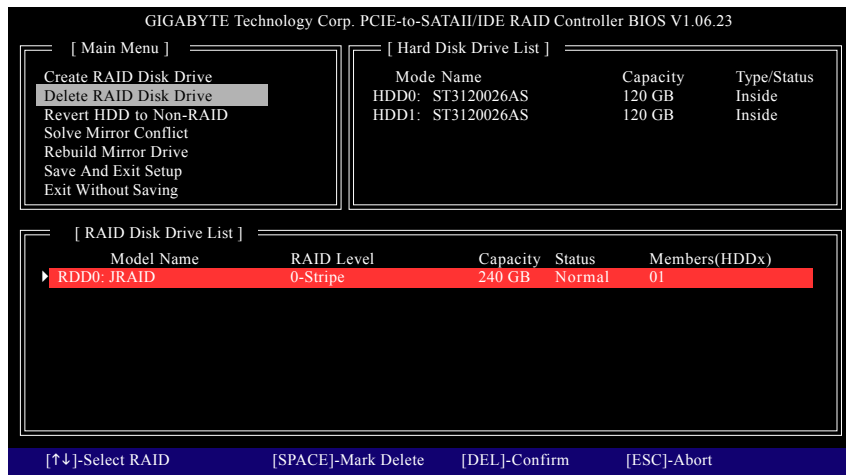 GIGABYTE Technology Corp. PCIE-to-SATAII/IDE RAID Controller BIOS V1.06.23
[ Main Menu ]
Create RAID Disk Drive
Delete RAID Disk Drive
Revert HDD to Non-RAID
Solve Mirror Conflict
Rebuild Mirror Drive
Save And Exit Setup
Exit Without Saving
[ Hard Disk Drive List ]
Mode Name Capacity Type/Status
HDD0: ST3120026AS 120 GB Inside
HDD1: ST3120026AS 120 GB Inside
[ RAID Disk Drive List ]
Model Name RAID Level Capacity Status Members(HDDx)
RDD0: JRAID 0-Stripe 240 GB Normal 01
[↑↓]-Select RAID [SPACE]-Mark Delete [DEL]-Confirm [ESC]-Abort